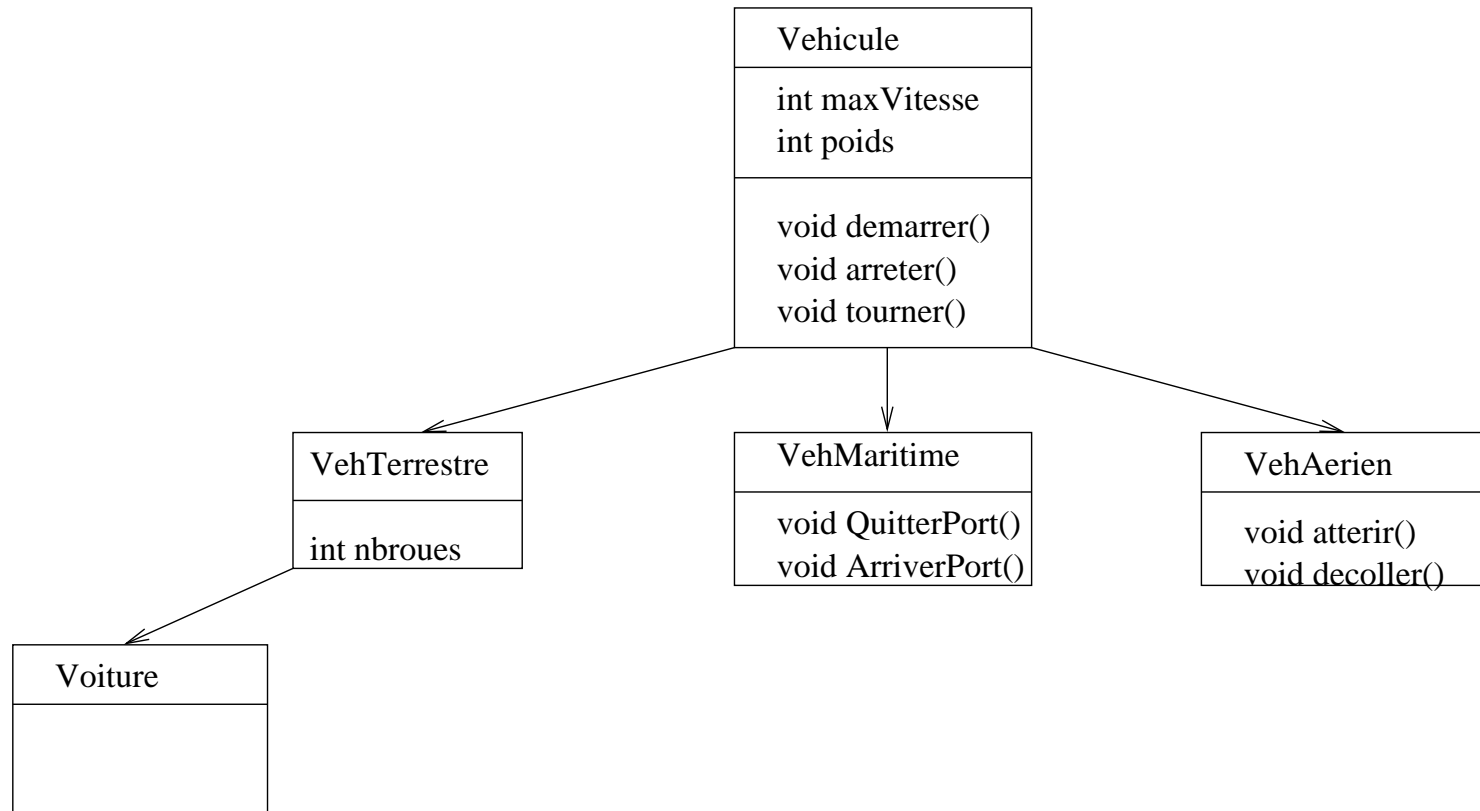 Vehicule
int maxVitesse
int poids
void demarrer()
void arreter()
void tourner()
VehTerrestre
int nbroues
VehMaritime
void QuitterPort()
void ArriverPort()
VehAerien
void atterir()
void decoller()
Voiture